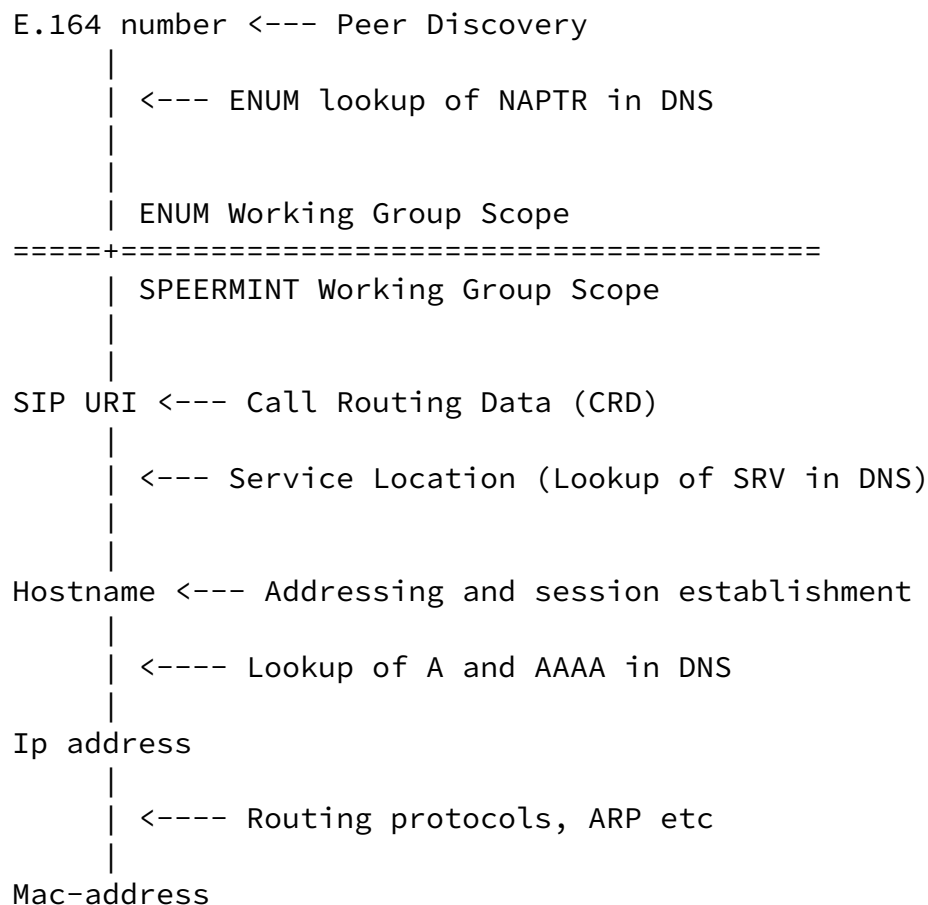 E.164 number <--- Peer Discovery
|
| <--- ENUM lookup of NAPTR in DNS
|
|
| ENUM Working Group Scope
=====+=======================================
| SPEERMINT Working Group Scope
|
|
SIP URI <--- Call Routing Data (CRD)
|
| <--- Service Location (Lookup of SRV in DNS)
|
|
Hostname <--- Addressing and session establishment
|
| <---- Lookup of A and AAAA in DNS
|
Ip address
|
| <---- Routing protocols, ARP etc
|
Mac-address